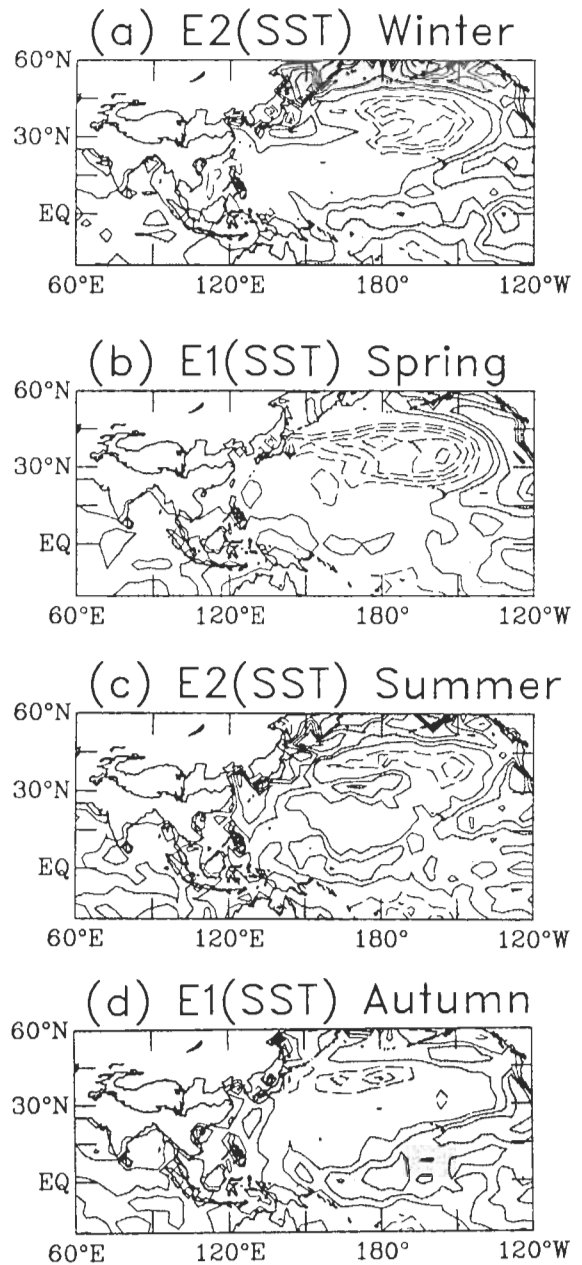 (a) E2(SST) Winter
60°N
30°N
EQ
60°E 120°E 180° 120°W
(b) E1(SST) Spring
60°N
30°N
EQ
60°E 120°E 180° 120°W
(c) E2(SST) Summer
60°N
30°N
EQ
60°E 120°E 180° 120°W
(d) E1(SST) Autumn
60°N
30°N
EQ
60°E 120°E 180° 120°W